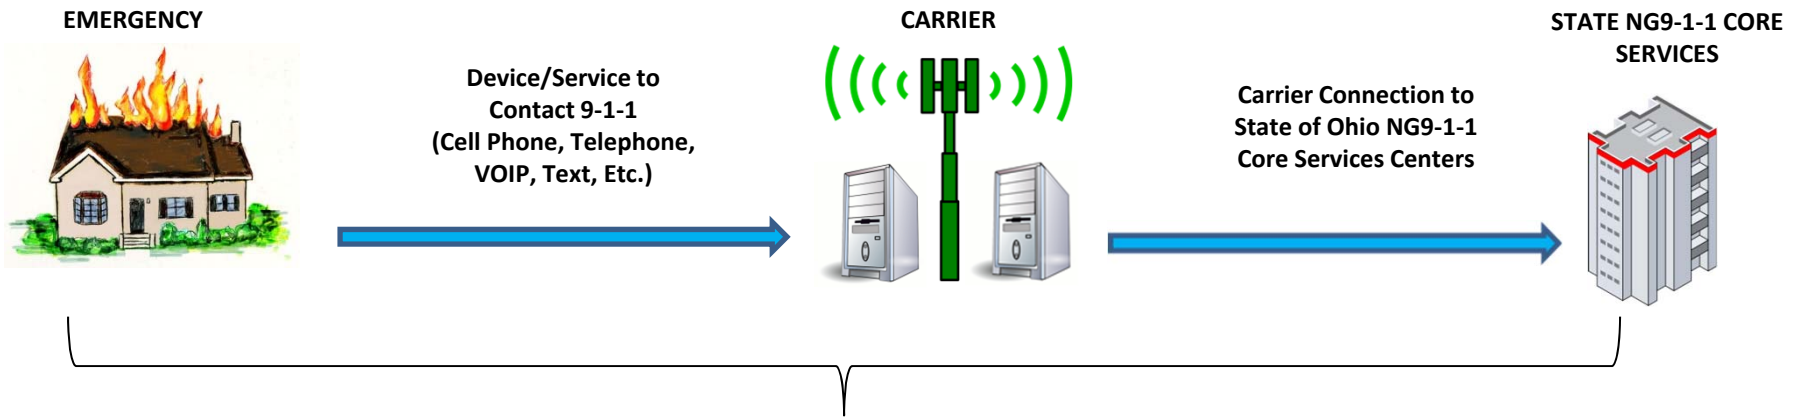 EMERGENCY
Device/Service to
Contact 9-1-1
(Cell Phone, Telephone,
VOIP, Text, Etc.)
CARRIER
Carrier Connection to
State of Ohio NG9-1-1
Core Services Centers
STATE NG9-1-1 CORE
SERVICES